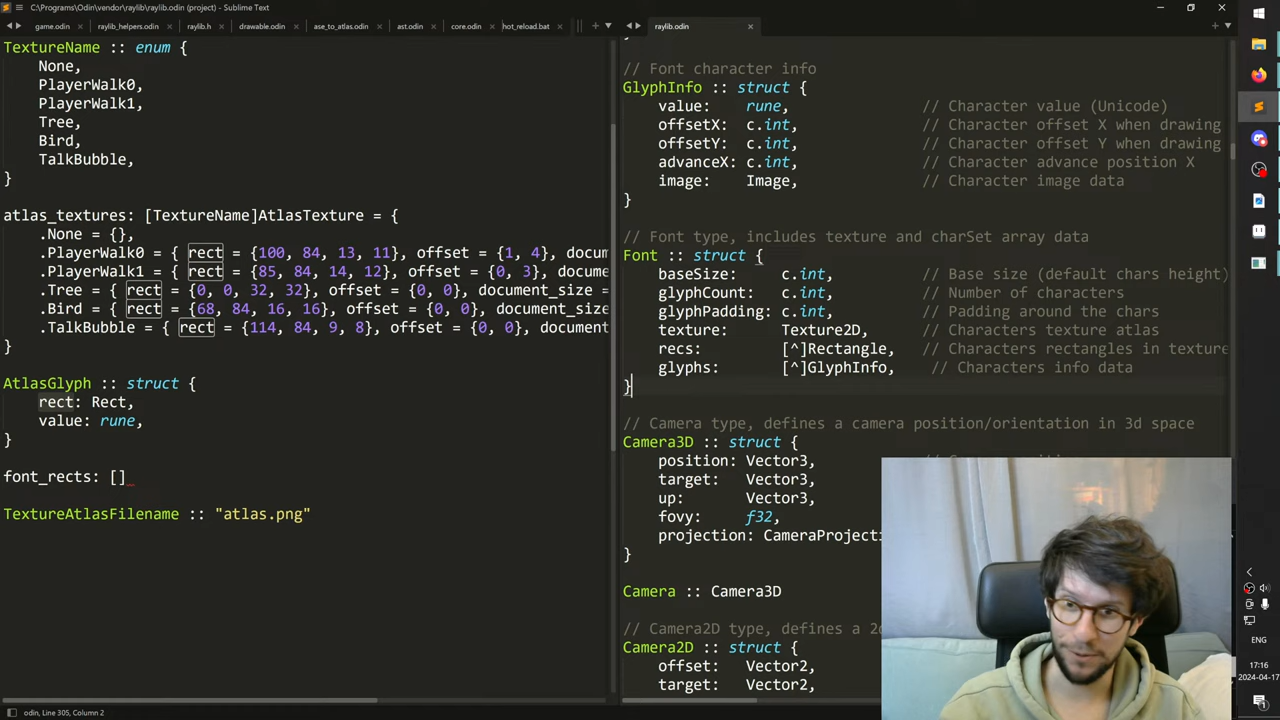 C:\Programs\Odin\vendor\raylib\raylib.odin (project) - Sublime Text
game.odin
raylib_helpers.odin
raylib.h
drawable.odin
ase_to_atlas.odin
ast.odin
core.odin
hot_reload.bat
TextureName :: enum {
None,
PlayerWalk0,
PlayerWalk1,
Tree,
Bird,
TalkBubble,
}
atlas_textures: [TextureName]AtlasTexture = {
.None = {},
.PlayerWalk0 = { rect = {100, 84, 13, 11}, offset = {1, 4}, docume
.PlayerWalk1 = { rect = {85, 84, 14, 12}, offset = {0, 3}, documen
.Tree = { rect = {0, 0, 32, 32}, offset = {0, 0}, document_size =
.Bird = { rect = {68, 84, 16, 16}, offset = {0, 0}, document_size
.TalkBubble = { rect = {114, 84, 9, 8}, offset = {0, 0}, document_
}
AtlasGlyph :: struct {
rect: Rect,
value: rune,
}
font_rects: []
TextureAtlasFilename :: "atlas.png"
odin, Line 305, Column 2
raylib.odin
}
// Font character info
GlyphInfo :: struct {
value: rune, // Character value (Unicode)
offsetX: c.int, // Character offset X when drawing
offsetY: c.int, // Character offset Y when drawing
advanceX: c.int, // Character advance position X
image: Image, // Character image data
}
// Font type, includes texture and charSet array data
Font :: struct {
baseSize: c.int, // Base size (default chars height)
glyphCount: c.int, // Number of characters
glyphPadding: c.int, // Padding around the chars
texture: Texture2D, // Characters texture atlas
recs: [^]Rectangle, // Characters rectangles in texture
glyphs: [^]GlyphInfo, // Characters info data
}
// Camera type, defines a camera position/orientation in 3d space
Camera3D :: struct {
position: Vector3,
target: Vector3,
up: Vector3,
fovy: f32,
projection: CameraProjecti
}
Camera :: Camera3D
// Camera2D type, defines a 2d
Camera2D :: struct {
offset: Vector2,
target: Vector2,
17:16
2024-04-17